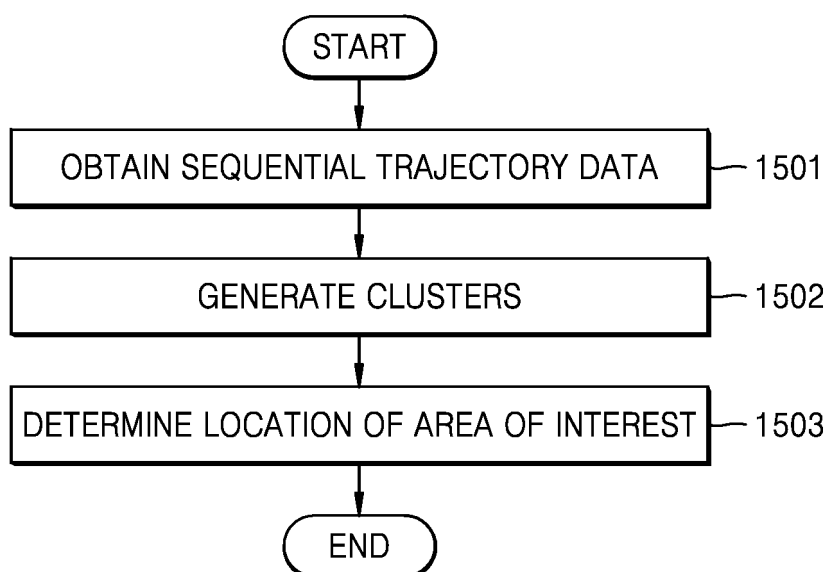 START
OBTAIN SEQUENTIAL TRAJECTORY DATA
1501
GENERATE CLUSTERS
1502
DETERMINE LOCATION OF AREA OF INTEREST
1503
END